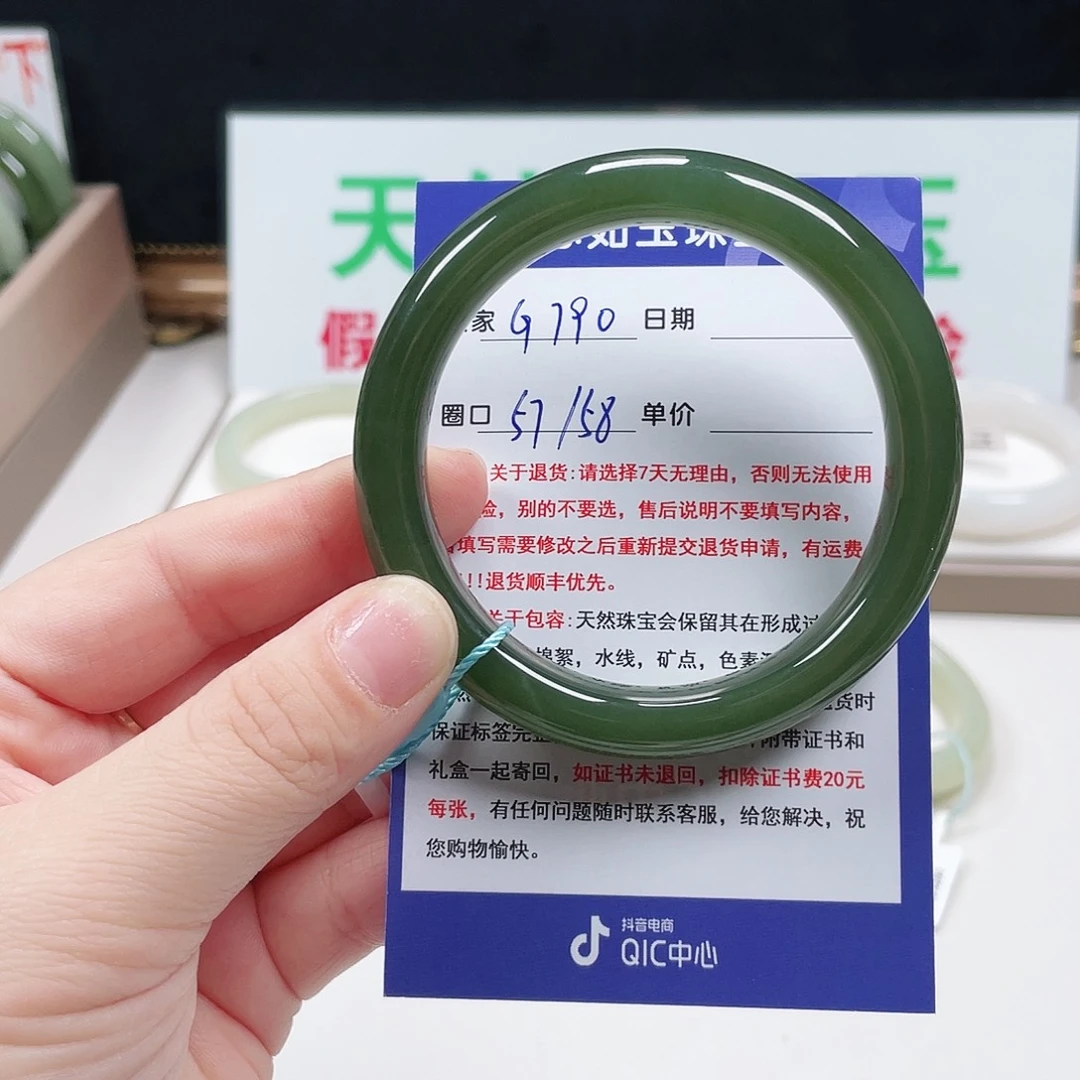 下
天 玉
假
如玉珠
家 G790 日期
圈口 57/58 单价
关于退货:请选择7天无理由，否则无法使用
险，别的不要选，售后说明不要填写内容，
填写需要修改之后重新提交退货申请，有运费
!!退货顺丰优先。
关于包容:天然珠宝会保留其在形成
棉絮，水线，矿点，色素
退货时
保证标签完 附带证书和
礼盒一起寄回，如证书未退回，扣除证书费20元
每张，有任何问题随时联系客服，给您解决，祝
您购物愉快。
抖音电商
QIC中心